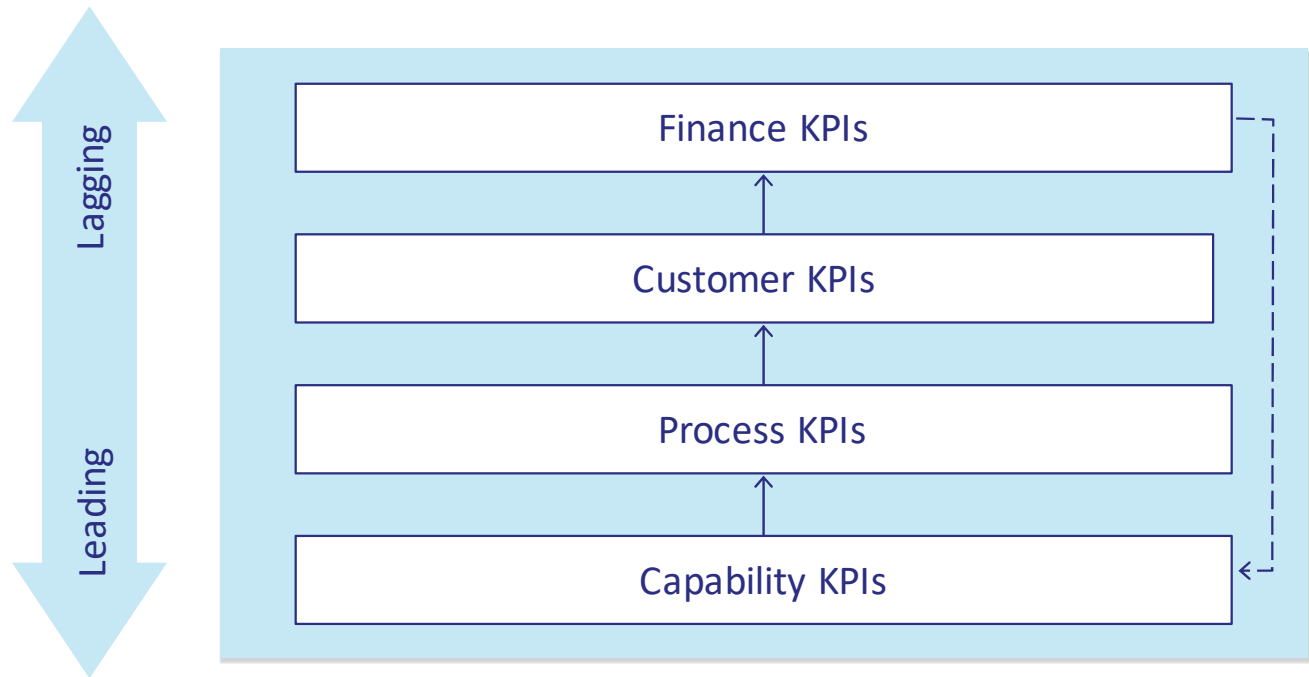 Lagging
Leading
Finance KPIs
Customer KPIs
Process KPIs
Capability KPIs